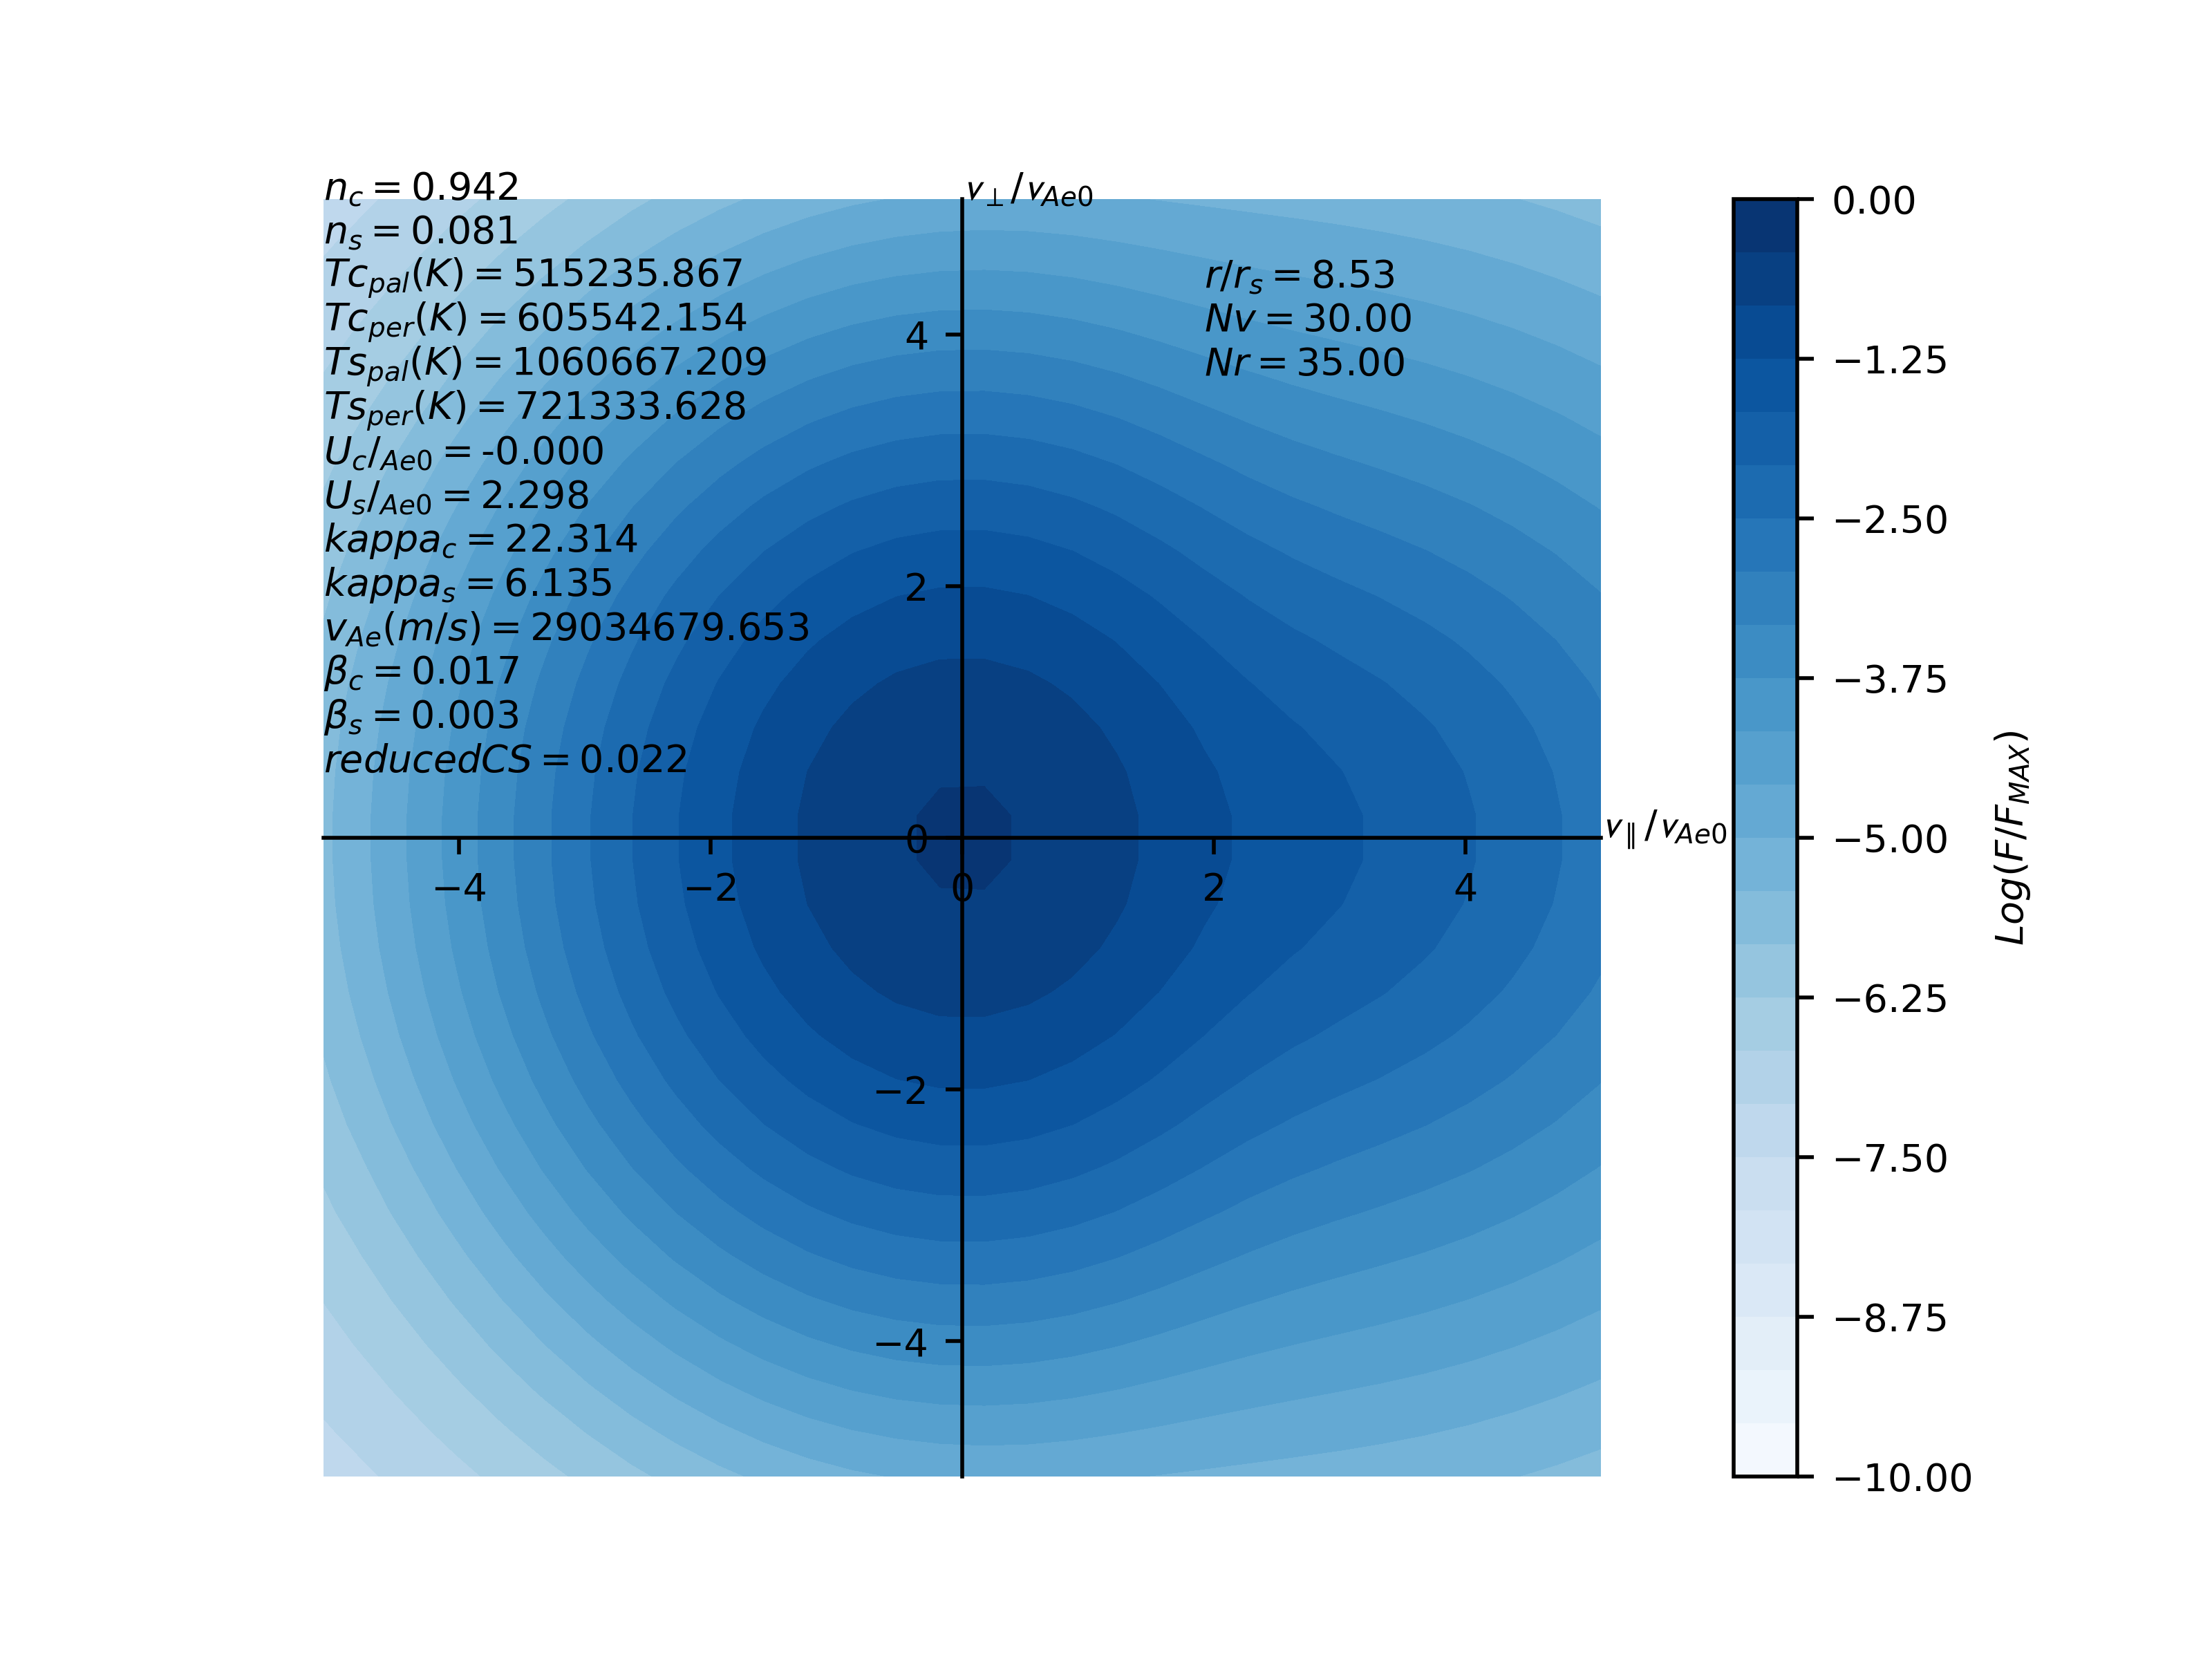 n_c = 0.942
n_s = 0.081
Tc_pal(K) = 515235.867
Tc_per(K) = 605542.154
Ts_pal(K) = 1060667.209
Ts_per(K) = 721333.628
U_c/_Ae0 = -0.000
U_s/_Ae0 = 2.298
kappa_c = 22.314
kappa_s = 6.135
v_Ae(m/s) = 29034679.653
β_c = 0.017
β_s = 0.003
reducedCS = 0.022
v_⊥/v_Ae0
r/r_s = 8.53
Nv = 30.00
Nr = 35.00
4
2
0
−2
−4
−4
−2
0
2
4
v_∥/v_Ae0
0.00
−1.25
−2.50
−3.75
−5.00
−6.25
−7.50
−8.75
−10.00
Log(F/F_MAX)